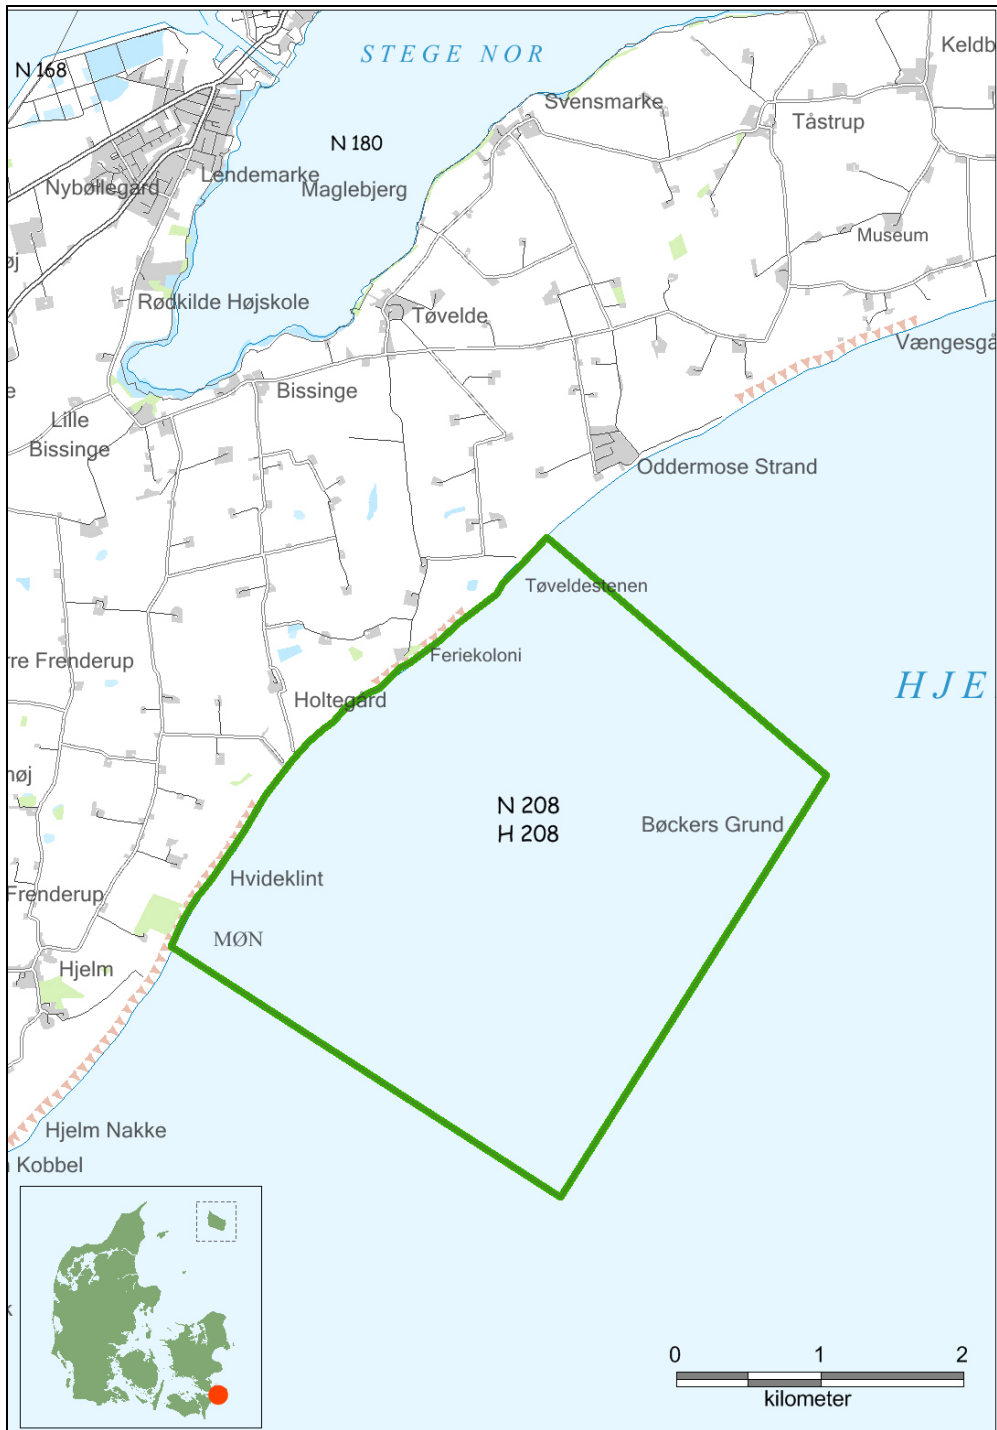 STEGE NOR
Keldb
N 168
Svensmarke
Tåstrup
N 180
Lendemarke
Nybøllegård
Maglebjerg
Museum
øj
Rødkilde Højskole
Tøvelde
Vængesgå
e
Bissinge
Lille
Bissinge
Oddermose Strand
Tøveldestenen
Feriekoloni
rre Frenderup
HJE
Holtegård
høj
N 208
H 208
Bøckers Grund
Hvideklint
Frenderup
MØN
Hjelm
Hjelm Nakke
Kobbel
k
0 1 2
kilometer